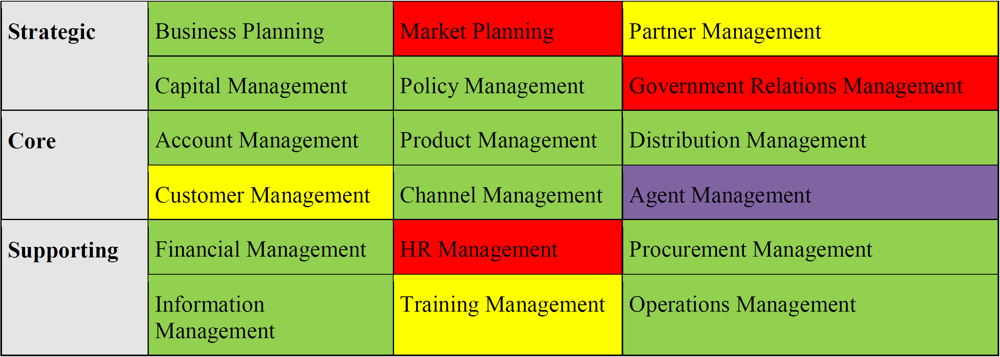 Strategic
Business Planning
Market Planning
Partner Management
Capital Management
Policy Management
Government Relations Management
Core
Account Management
Product Management
Distribution Management
Customer Management
Channel Management
Agent Management
Supporting
Financial Management
HR Management
Procurement Management
Information
Management
Training Management
Operations Management